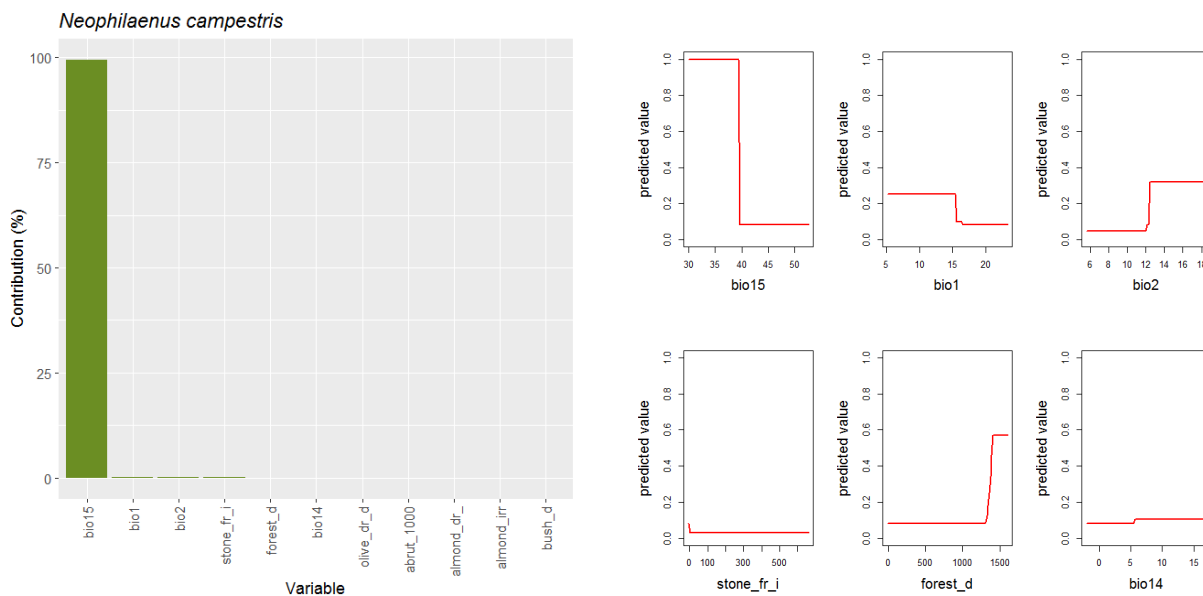 Neophilaenus campestris
Contribution (%)
100
75
50
25
0
bio15
bio1
bio2
stone_fr_i
forest_d
bio14
olive_dr_d
abrut_1000
almond_dr_
almond_irr
bush_d
Variable
predicted value
0.0 0.2 0.4 0.6 0.8 1.0
30 35 40 45 50
bio15
predicted value
0.0 0.2 0.4 0.6 0.8 1.0
5 10 15 20
bio1
predicted value
0.0 0.2 0.4 0.6 0.8 1.0
6 8 10 12 14 16 18
bio2
predicted value
0.0 0.2 0.4 0.6 0.8 1.0
0 100 300 500
stone_fr_i
predicted value
0.0 0.2 0.4 0.6 0.8 1.0
0 500 1000 1500
forest_d
predicted value
0.0 0.2 0.4 0.6 0.8 1.0
0 5 10 15
bio14